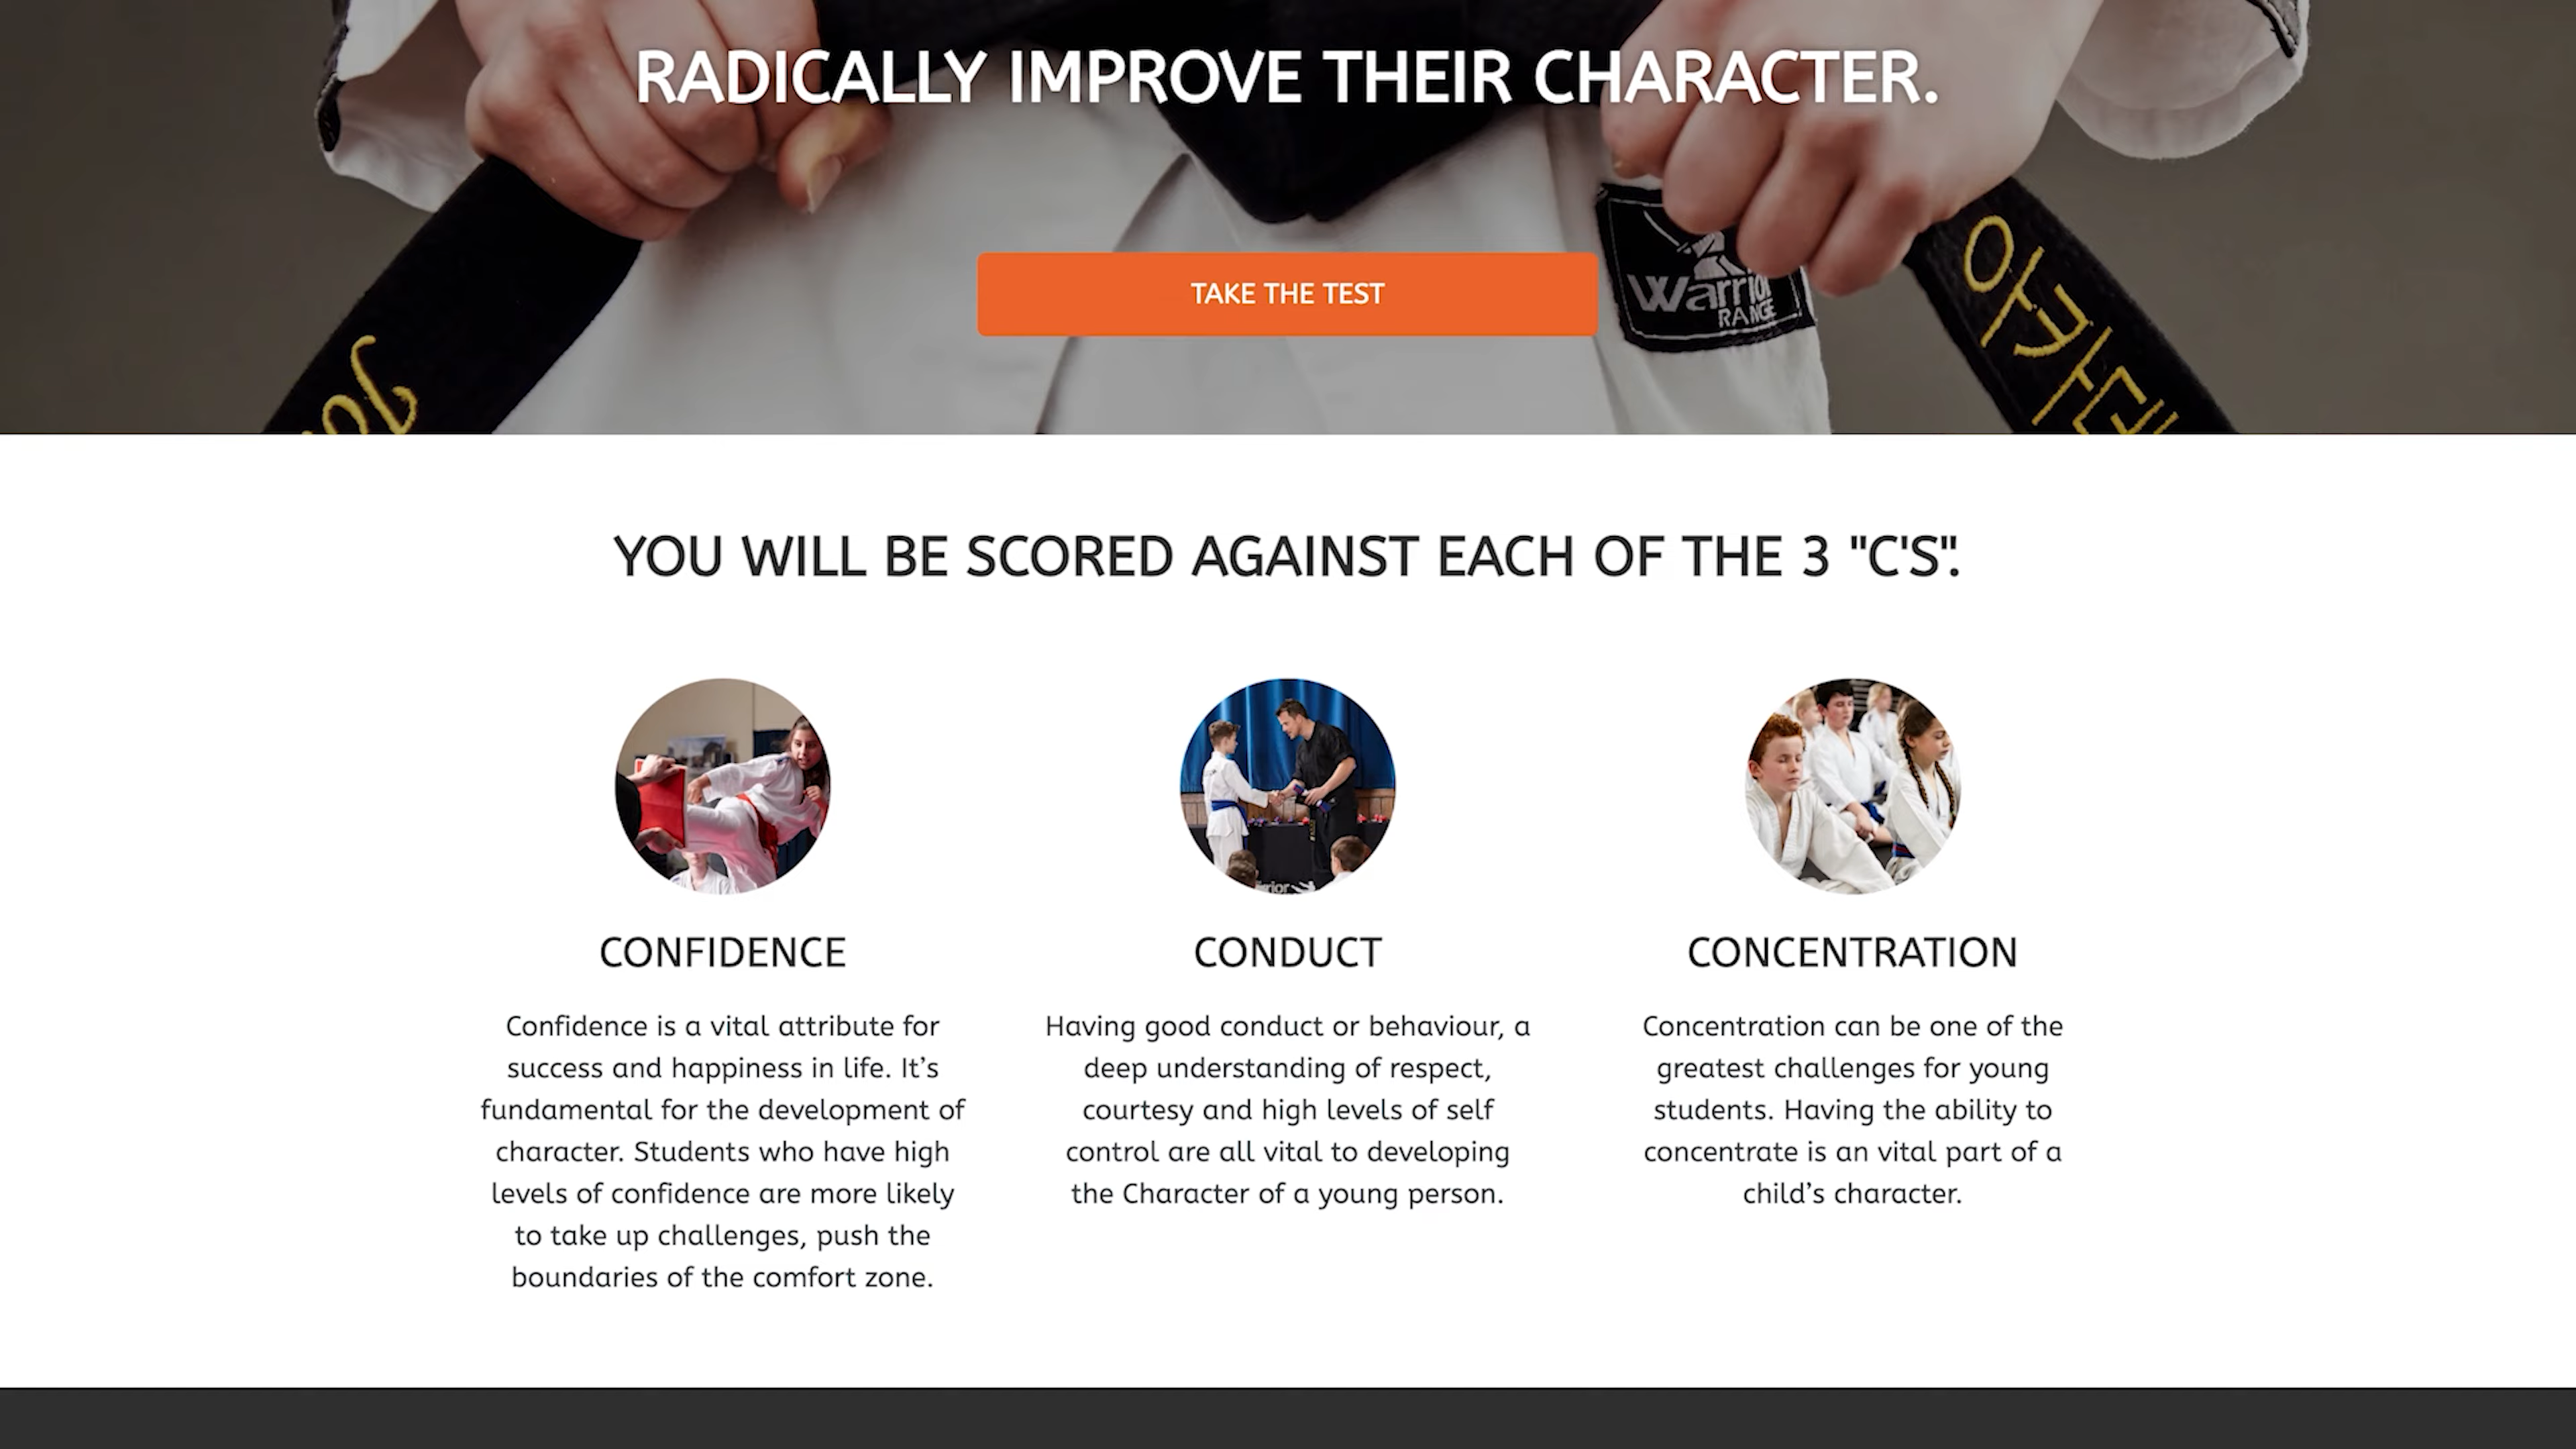 RADICALLY IMPROVE THEIR CHARACTER.
TAKE THE TEST
Warrior
RANGE
YOU WILL BE SCORED AGAINST EACH OF THE 3 "C'S".
CONFIDENCE
Confidence is a vital attribute for
success and happiness in life. It’s
fundamental for the development of
character. Students who have high
levels of confidence are more likely
to take up challenges, push the
boundaries of the comfort zone.
CONDUCT
Having good conduct or behaviour, a
deep understanding of respect,
courtesy and high levels of self
control are all vital to developing
the Character of a young person.
CONCENTRATION
Concentration can be one of the
greatest challenges for young
students. Having the ability to
concentrate is an vital part of a
child’s character.